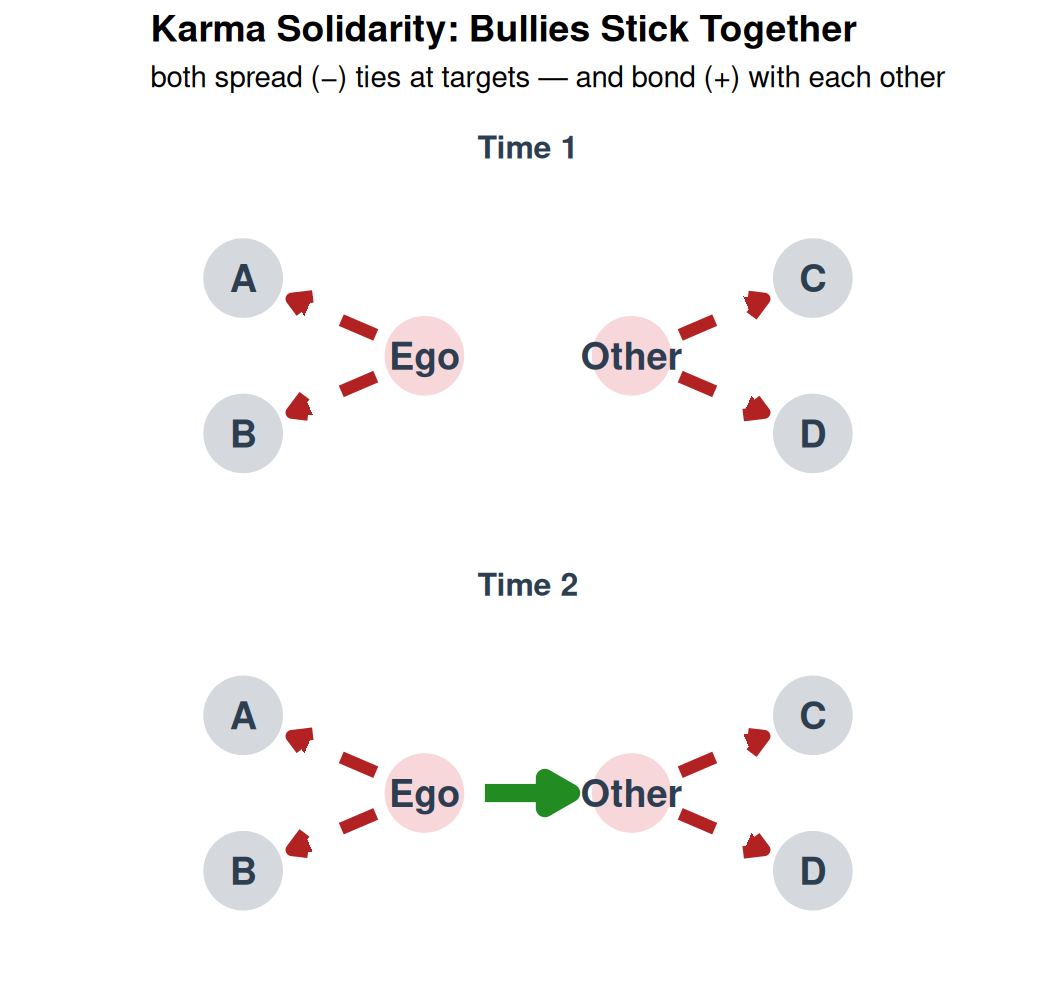 Karma Solidarity: Bullies Stick Together
both spread (−) ties at targets — and bond (+) with each other
Time 1
A
C
Ego
Other
B
D
Time 2
A
C
Ego
Other
B
D